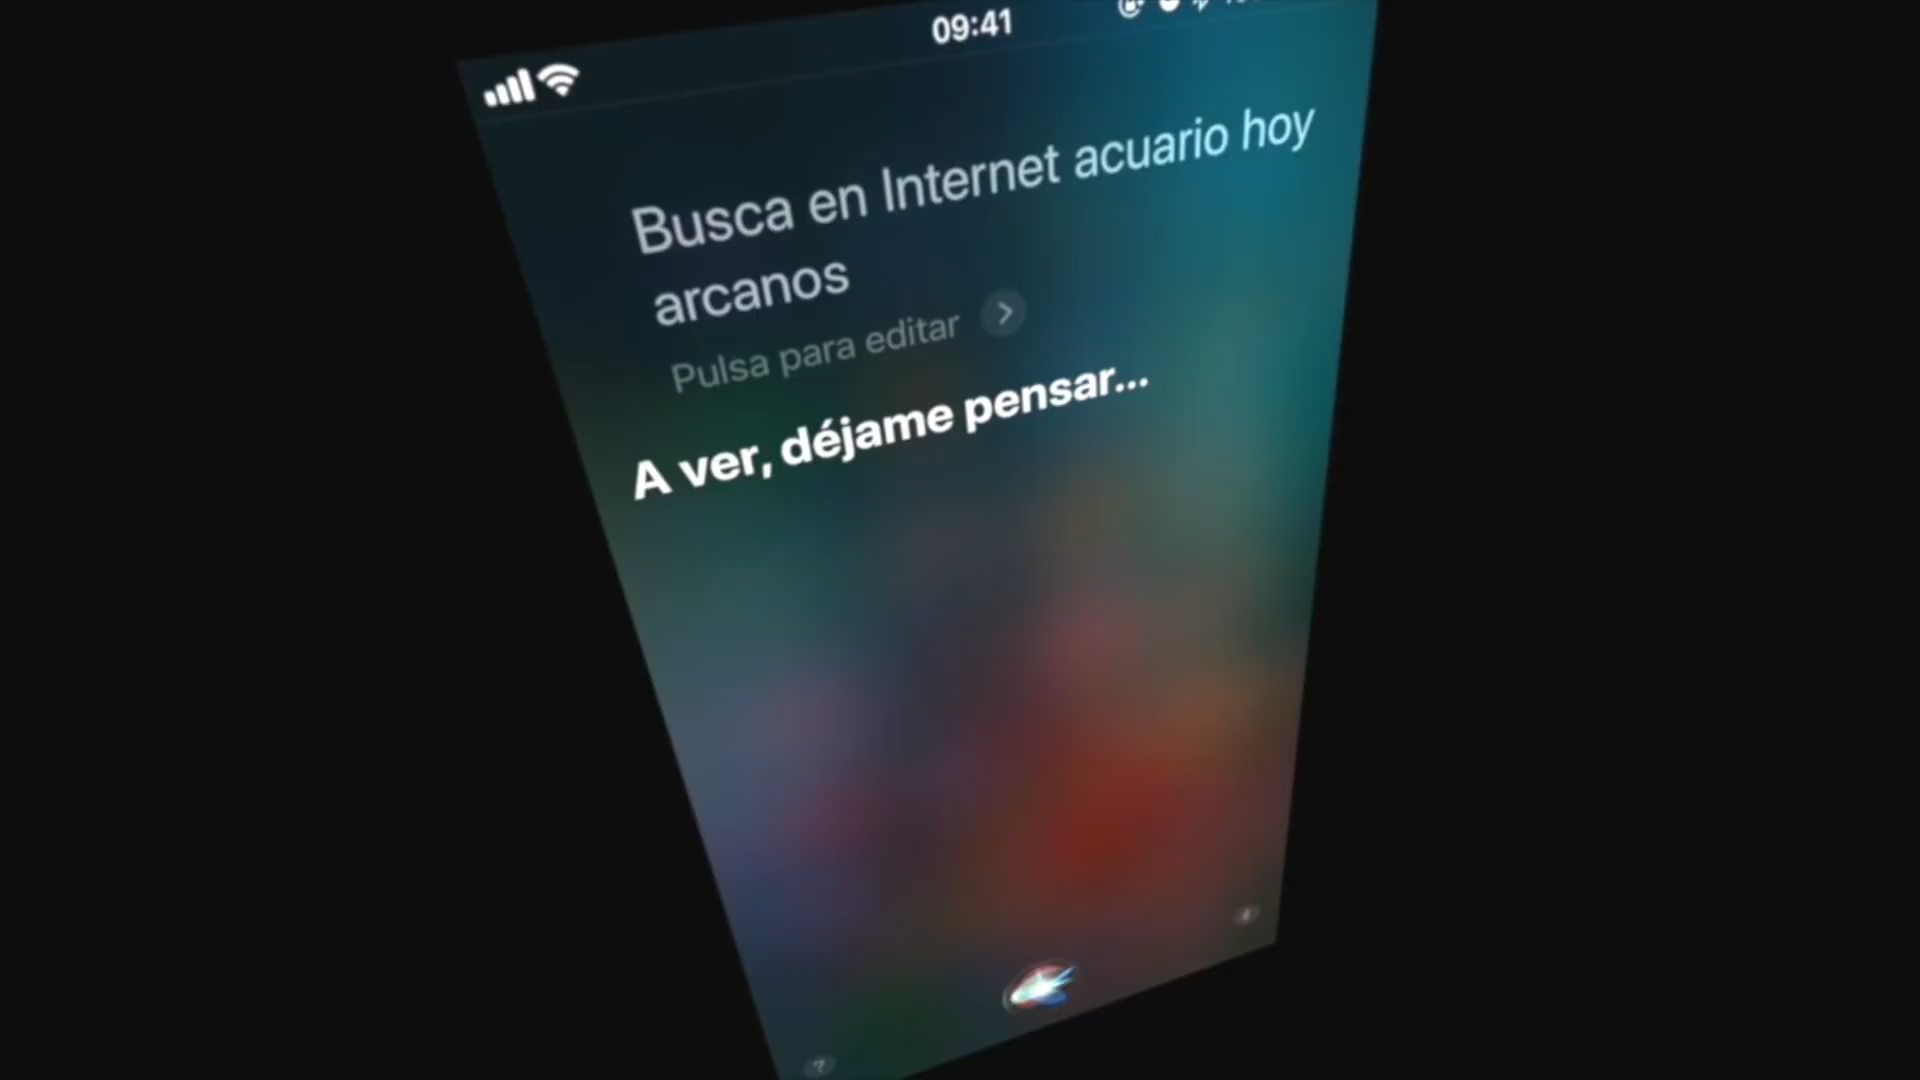 09:41
Busca en Internet acuario hoy
arcanos
Pulsa para editar
A ver, déjame pensar...
?